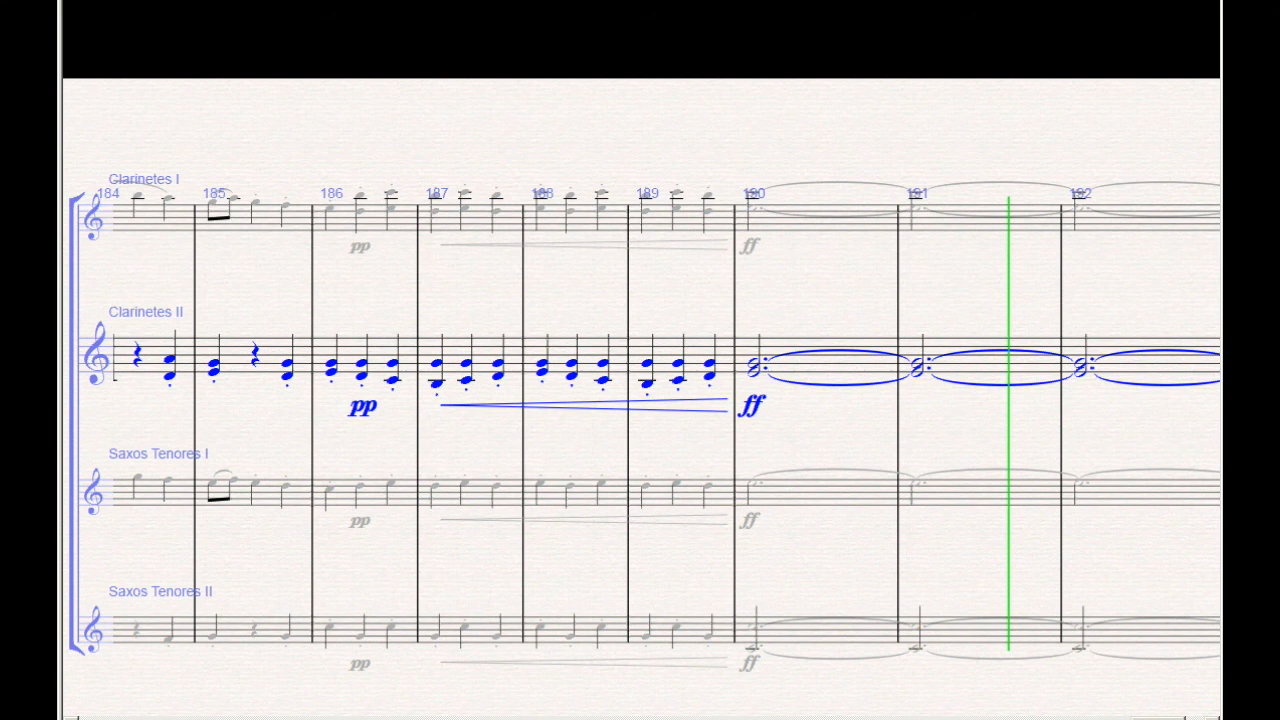 Clarinetes I
184 185 186 187 188 189 190 191 192
pp ff
Clarinetes II
pp ff
Saxos Tenores I
pp ff
Saxos Tenores II
pp ff